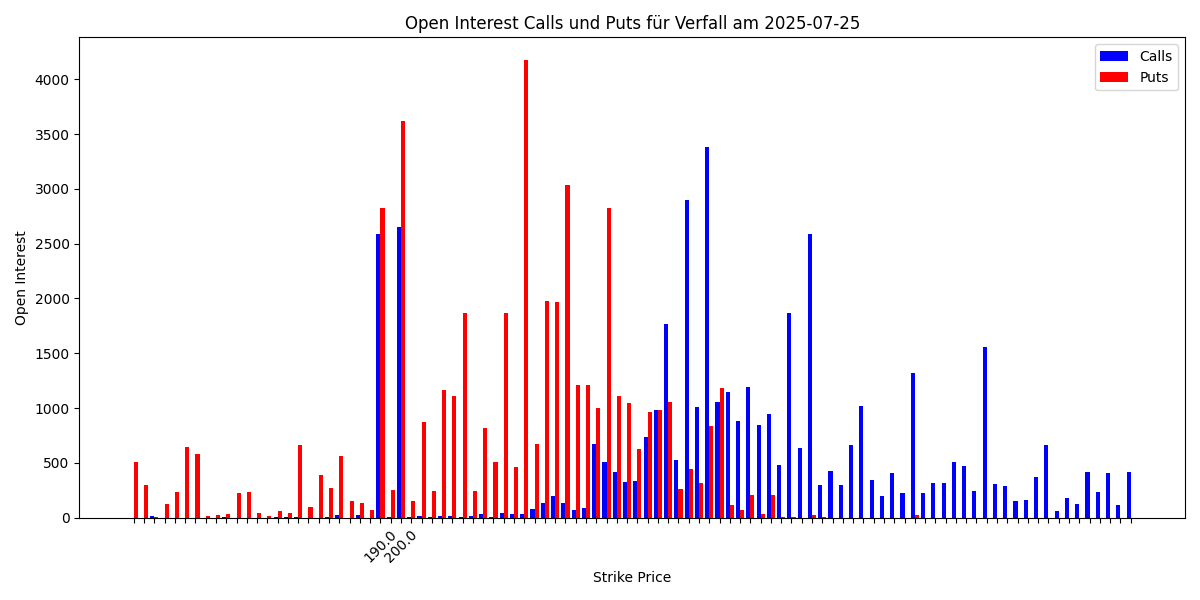 Open Interest Calls und Puts für Verfall am 2025-07-25
Calls
Puts
4000
3500
3000
2500
2000
1500
1000
500
0
Open Interest
190.0
200.0
Strike Price